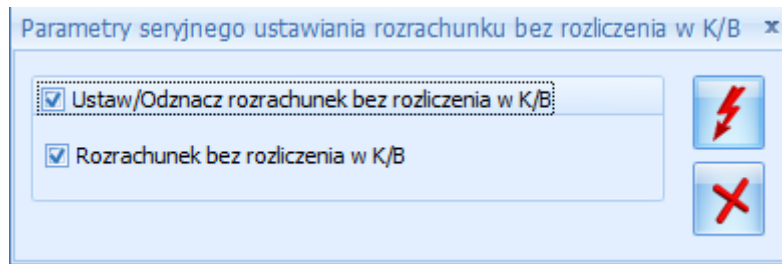 Parametry seryjnego ustawiania rozrachunku bez rozliczenia w K/B x
Ustaw/Odznacz rozrachunek bez rozliczenia w K/B
Rozrachunek bez rozliczenia w K/B